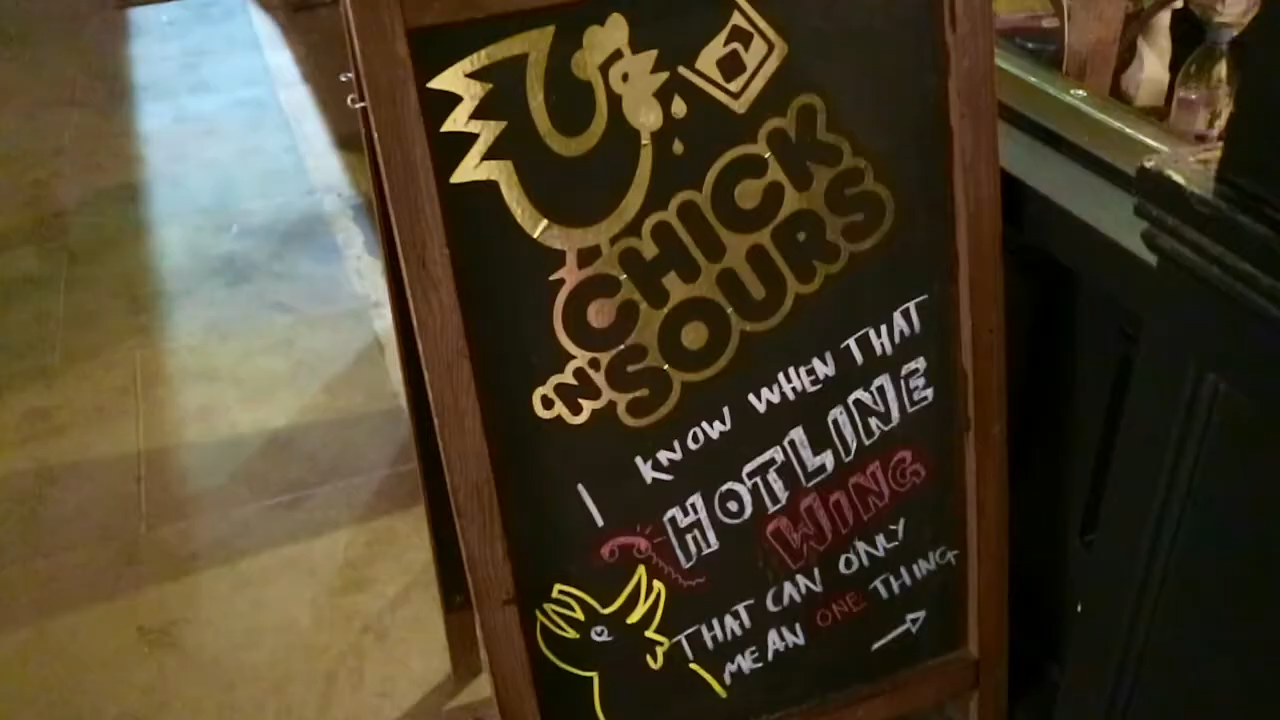 CHICK
'N' SOURS
I KNOW WHEN THAT
HOTLINE
WING
THAT CAN ONLY
MEAN ONE THING